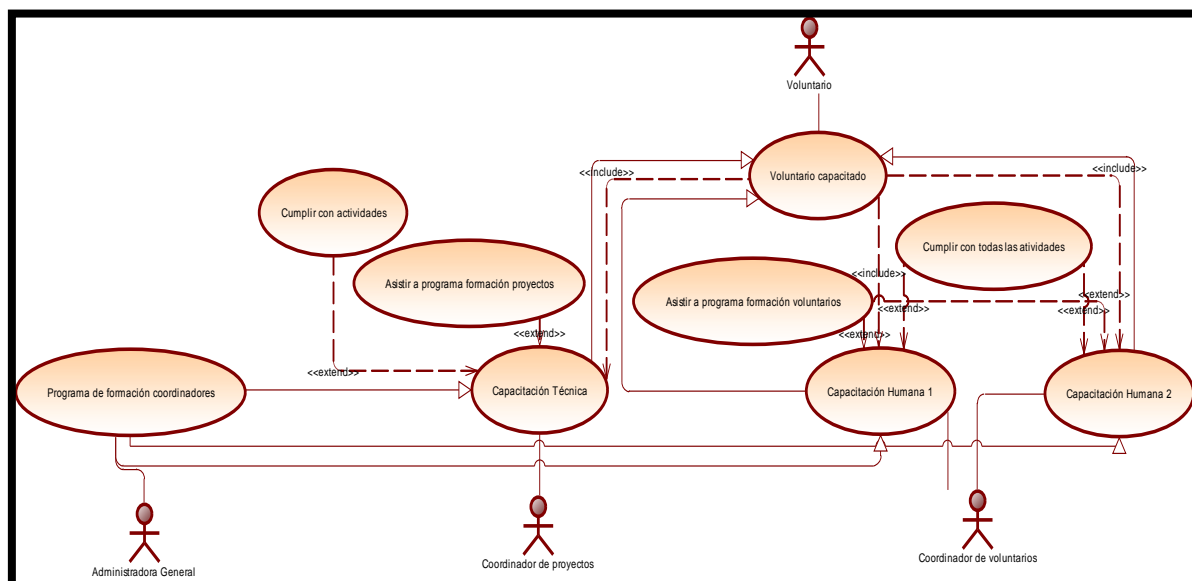 Voluntario
Voluntario capacitado
<<include>>
<<include>>
Cumplir con actividades
Cumplir con todas las atividades
<<include>>
Asistir a programa formación proyectos
Asistir a programa formación voluntarios
<<extend>>
<<extend>>
<<extend>>
<<extend>>
<<extend>>
<<extend>>
Programa de formación coordinadores
Capacitación Técnica
Capacitación Humana 1
Capacitación Humana 2
Administradora General
Coordinador de proyectos
Coordinador de voluntarios